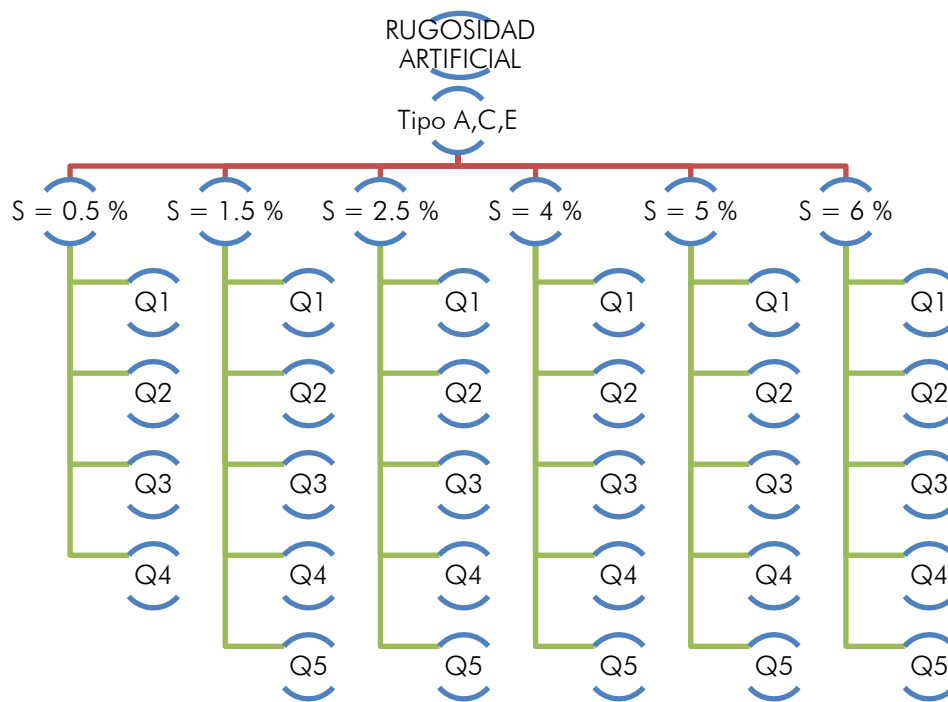 RUGOSIDAD
ARTIFICIAL
Tipo A,C,E
S = 0.5 % S = 1.5 % S = 2.5 % S = 4 % S = 5 % S = 6 %
Q1 Q1 Q1 Q1 Q1 Q1
Q2 Q2 Q2 Q2 Q2 Q2
Q3 Q3 Q3 Q3 Q3 Q3
Q4 Q4 Q4 Q4 Q4 Q4
Q5 Q5 Q5 Q5 Q5